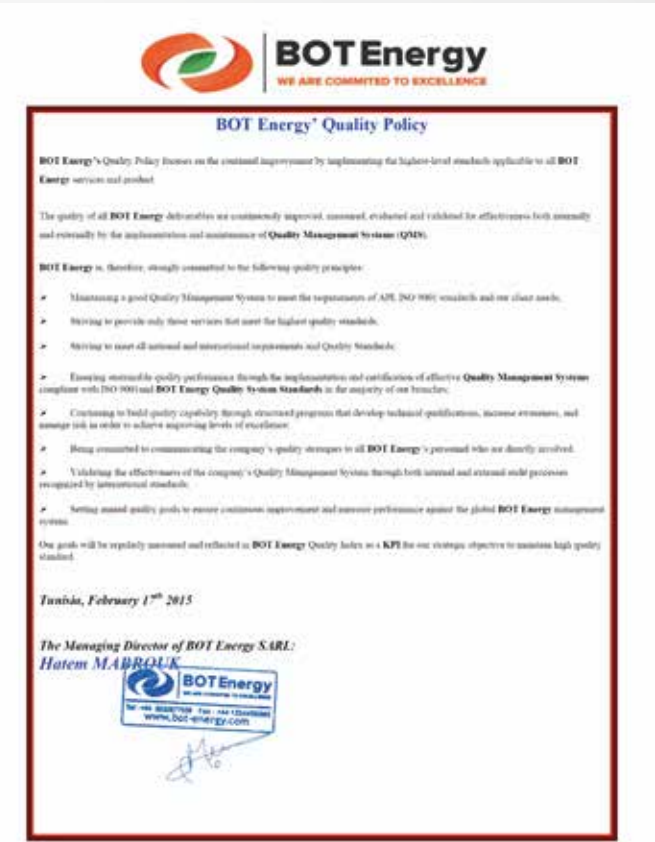 BOT Energy
WE ARE COMMITED TO EXCELLENCE
BOT Energy' Quality Policy
BOT Energy's Quality Policy focuses on the continual improvement by implementing the highest-level standards applicable to all BOT
Energy services and product.
The quality of all BOT Energy deliverables are continuously improved, measured, evaluated and validated for effectiveness both internally
and externally by the implementation and maintenance of Quality Management Systems (QMS).
BOT Energy is, therefore, strongly committed to the following quality principles:
➤ Maintaining a good Quality Management System to meet the requirements of API, ISO 9001 standards and our client needs;
➤ Striving to provide only those services that meet the highest quality standards;
➤ Striving to meet all national and international requirements and Quality Standards;
➤ Ensuring sustainable quality performance through the implementation and certification of effective Quality Management Systems
compliant with ISO 9001 and BOT Energy Quality System Standards in the majority of our branches;
➤ Continuing to build quality capability through structured programs that develop technical qualifications, increase awareness, and
manage risk in order to achieve improving levels of excellence;
➤ Being committed to communicating the company's quality strategies to all BOT Energy's personnel who are directly involved.
➤ Validating the effectiveness of the company's Quality Management System through both internal and external audit processes
recognized by international standards;
➤ Setting annual quality goals to ensure continuous improvement and measure performance against the global BOT Energy management
system.
Our goals will be regularly measured and reflected in BOT Energy Quality Index as a KPI for our strategic objective to maintain high quality
standard.
Tunisia, February 17th 2015
The Managing Director of BOT Energy SARL:
Hatem MABROUK
BOT Energy
WE ARE COMMITED TO EXCELLENCE
Tel: +44 Fax: +44
www.bot-energy.com